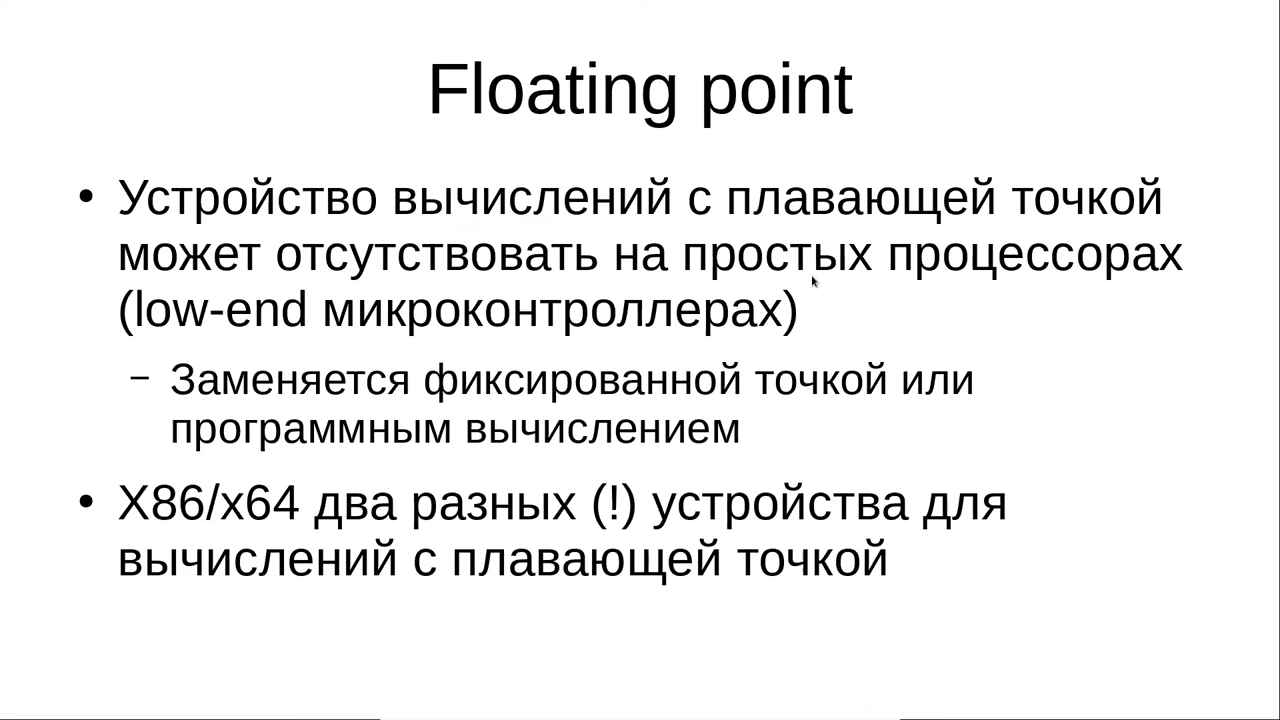 Floating point
• Устройство вычислений с плавающей точкой
может отсутствовать на простых процессорах
(low-end микроконтроллерах)
– Заменяется фиксированной точкой или
программным вычислением
• X86/x64 два разных (!) устройства для
вычислений с плавающей точкой